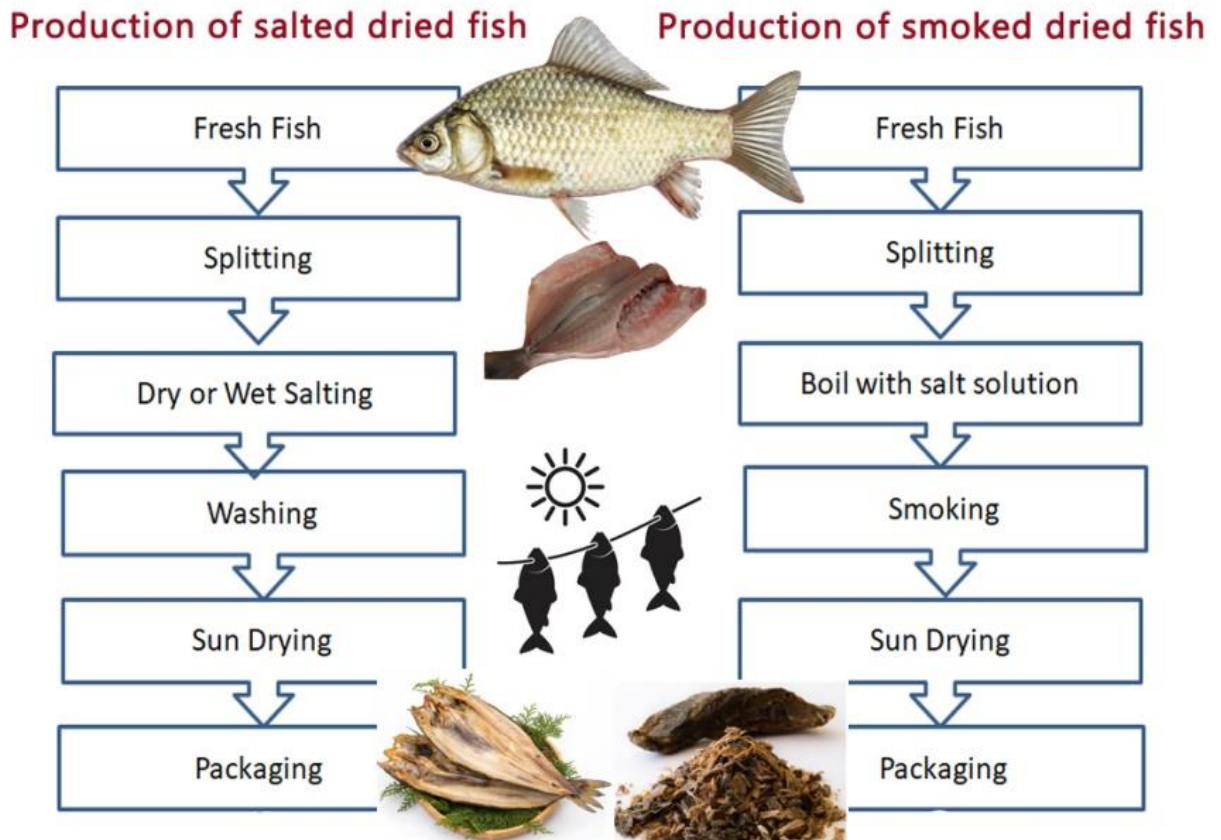 Production of salted dried fish
Fresh Fish
Splitting
Dry or Wet Salting
Washing
Sun Drying
Packaging
Production of smoked dried fish
Fresh Fish
Splitting
Boil with salt solution
Smoking
Sun Drying
Packaging